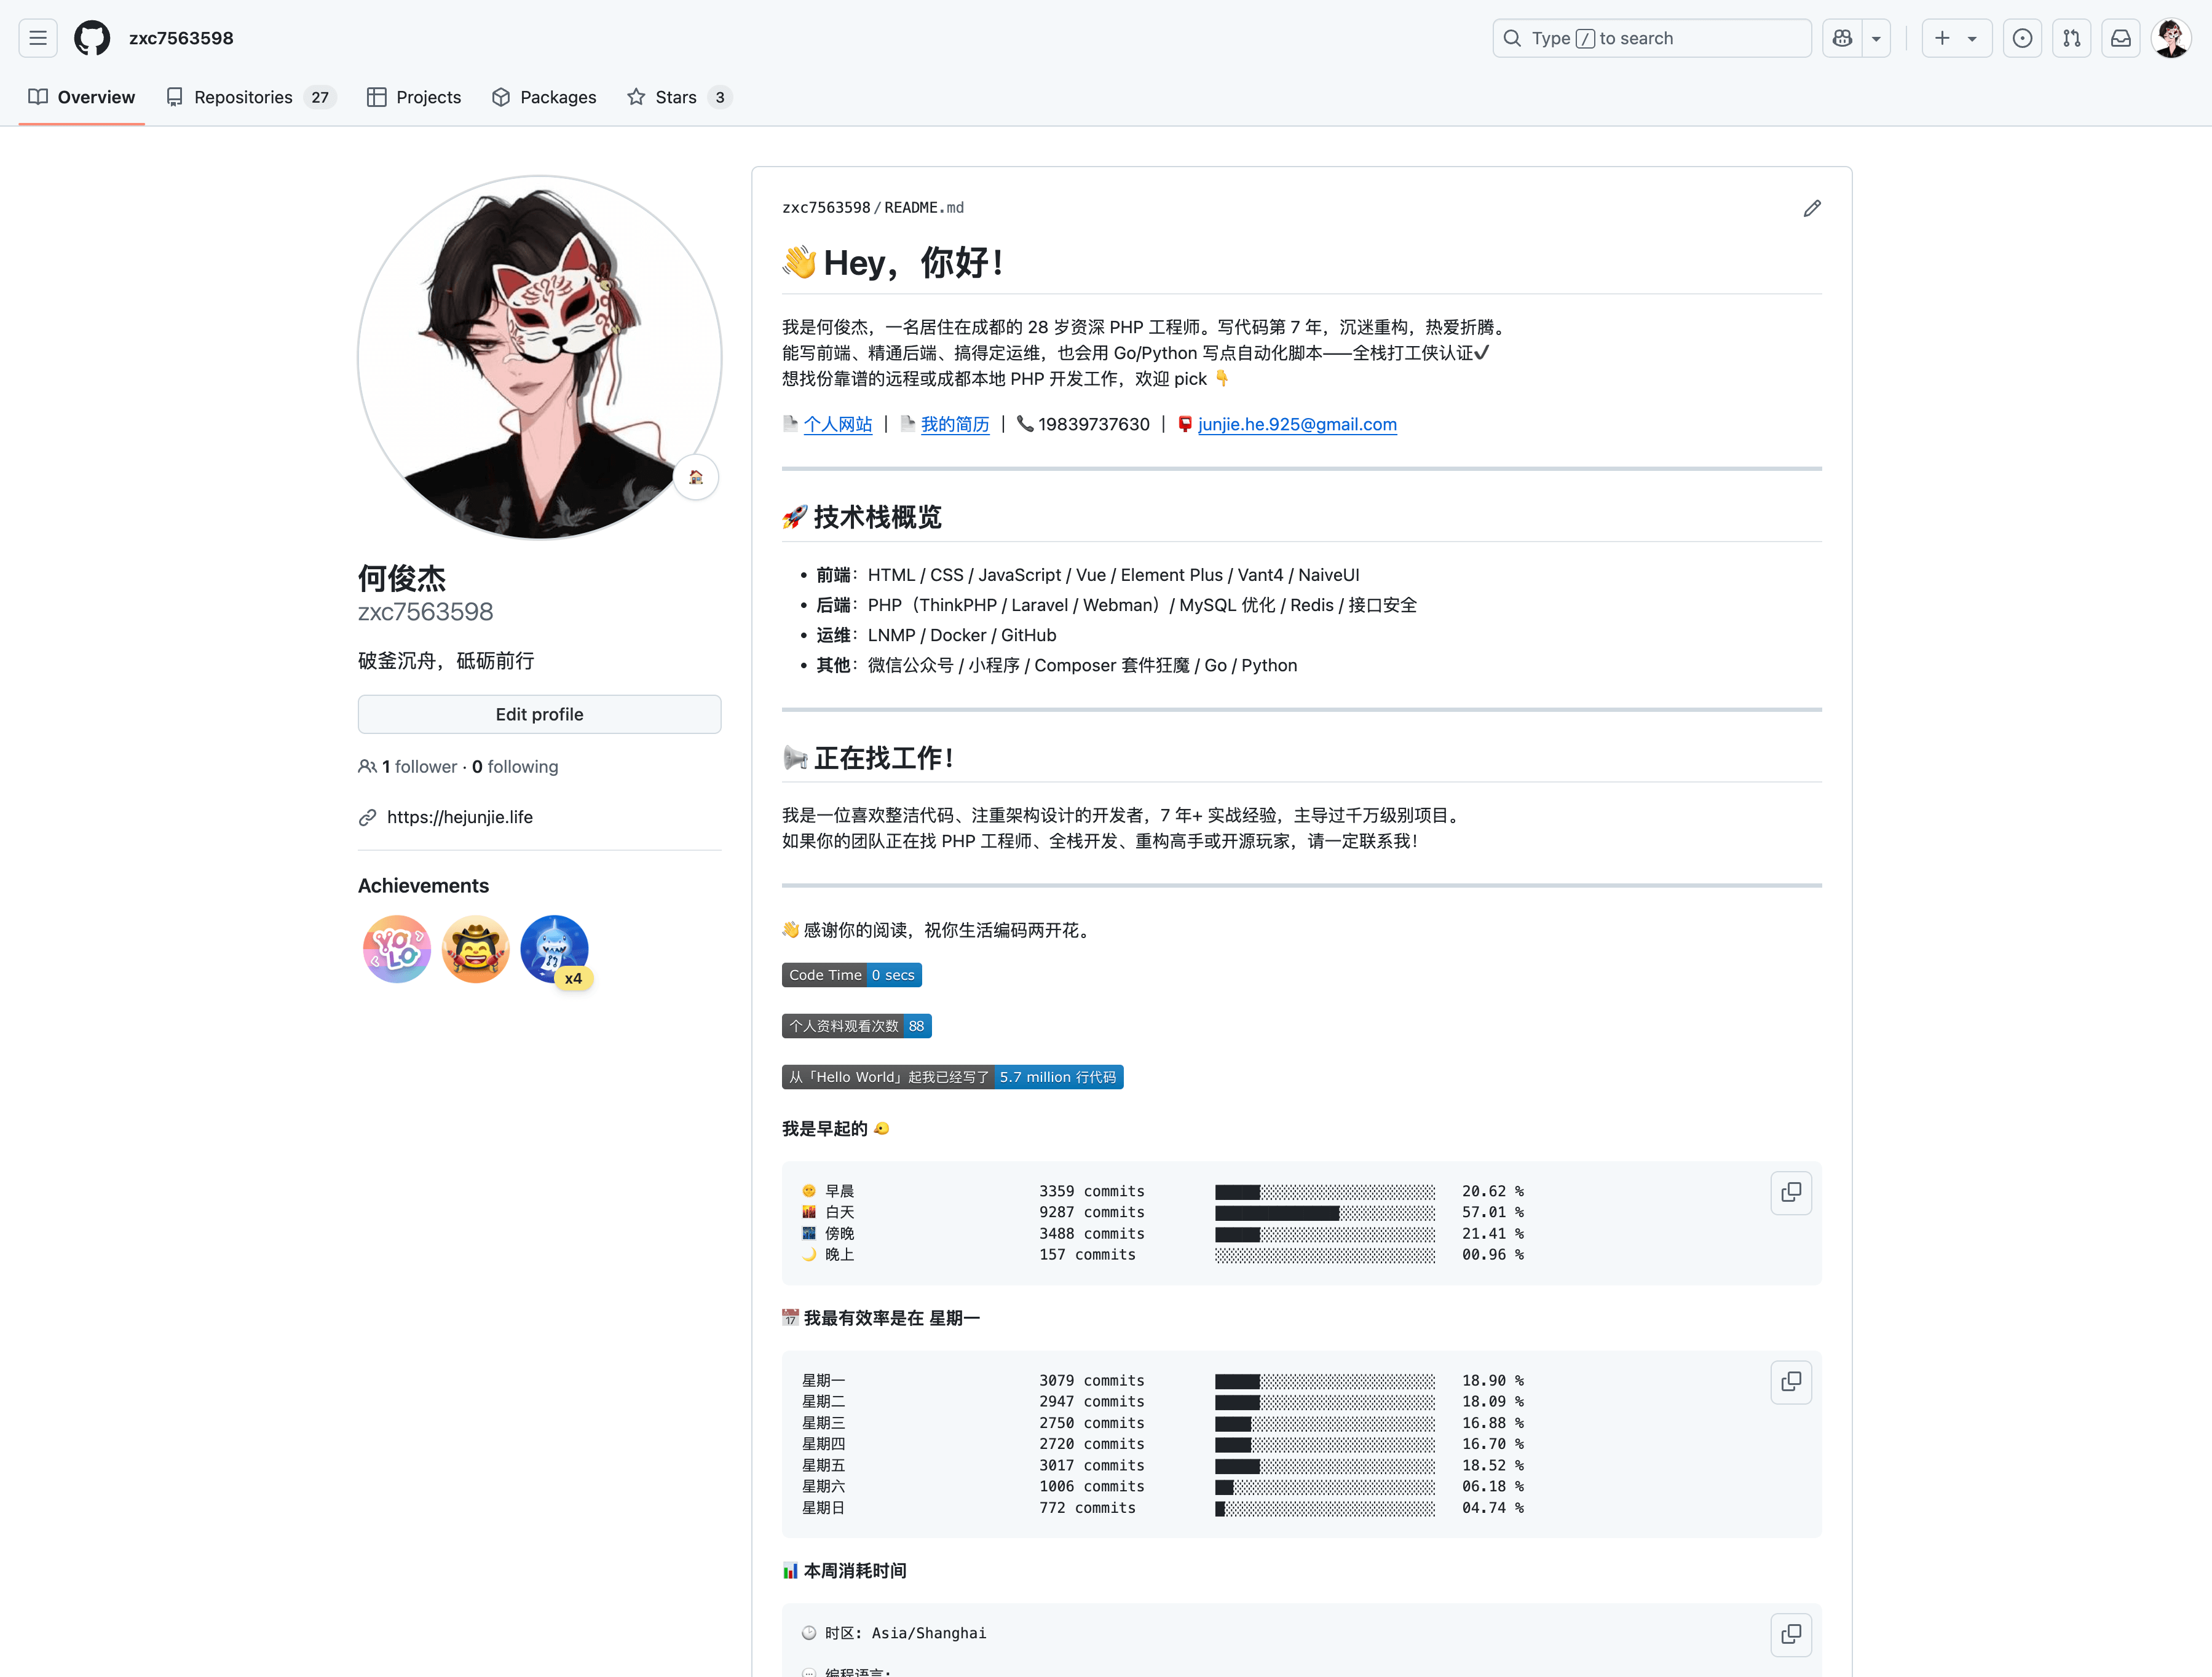 zxc7563598
Type / to search
Overview
Repositories 27
Projects
Packages
Stars 3
何俊杰
zxc7563598
破釜沉舟，砥砺前行
Edit profile
1 follower · 0 following
https://hejunjie.life
Achievements
YOLO
x4
zxc7563598/README.md
👋 Hey，你好！
我是何俊杰，一名居住在成都的 28 岁资深 PHP 工程师。写代码第 7 年，沉迷重构，热爱折腾。
能写前端、精通后端、搞得定运维，也会用 Go/Python 写点自动化脚本——全栈打工侠认证✔
想找份靠谱的远程或成都本地 PHP 开发工作，欢迎 pick 👇
个人网站 ｜ 我的简历 ｜ 📞 19839737630 ｜ 📮 junjie.he.925@gmail.com
🚀 技术栈概览
• 前端：HTML / CSS / JavaScript / Vue / Element Plus / Vant4 / NaiveUI
• 后端：PHP（ThinkPHP / Laravel / Webman）/ MySQL 优化 / Redis / 接口安全
• 运维：LNMP / Docker / GitHub
• 其他：微信公众号 / 小程序 / Composer 套件狂魔 / Go / Python
📢 正在找工作！
我是一位喜欢整洁代码、注重架构设计的开发者，7 年+ 实战经验，主导过千万级别项目。
如果你的团队正在找 PHP 工程师、全栈开发、重构高手或开源玩家，请一定联系我！
👋 感谢你的阅读，祝你生活编码两开花。
Code Time 0 secs
个人资料观看次数 88
从「Hello World」起我已经写了 5.7 million 行代码
我是早起的 🐤
🌞 早晨 3359 commits 20.62 %
🌆 白天 9287 commits 57.01 %
🌃 傍晚 3488 commits 21.41 %
🌙 晚上 157 commits 00.96 %
📅 我最有效率是在 星期一
星期一 3079 commits 18.90 %
星期二 2947 commits 18.09 %
星期三 2750 commits 16.88 %
星期四 2720 commits 16.70 %
星期五 3017 commits 18.52 %
星期六 1006 commits 06.18 %
星期日 772 commits 04.74 %
📊 本周消耗时间
🕑︎ 时区: Asia/Shanghai
💬 编程语言: